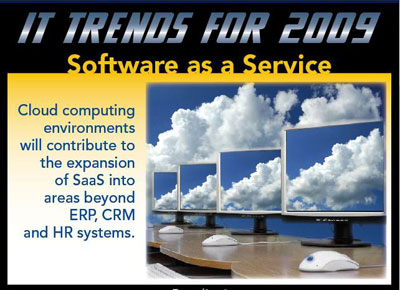 IT TRENDS FOR 2009
Software as a Service
Cloud computing
environments
will contribute to
the expansion
of SaaS into
areas beyond
ERP, CRM
and HR systems.